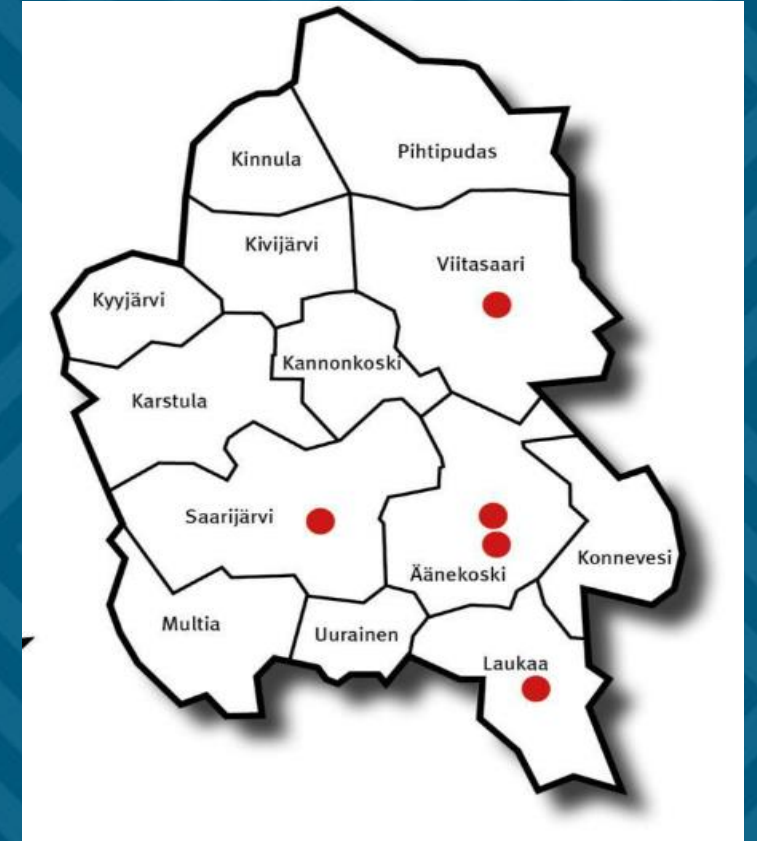 Pihtipudas
Kinnula
Kivijärvi
Viitasaari
Kyyjärvi
Kannonkoski
Karstula
Saarijärvi
Konnevesi
Äänekoski
Multia
Uurainen
Laukaa